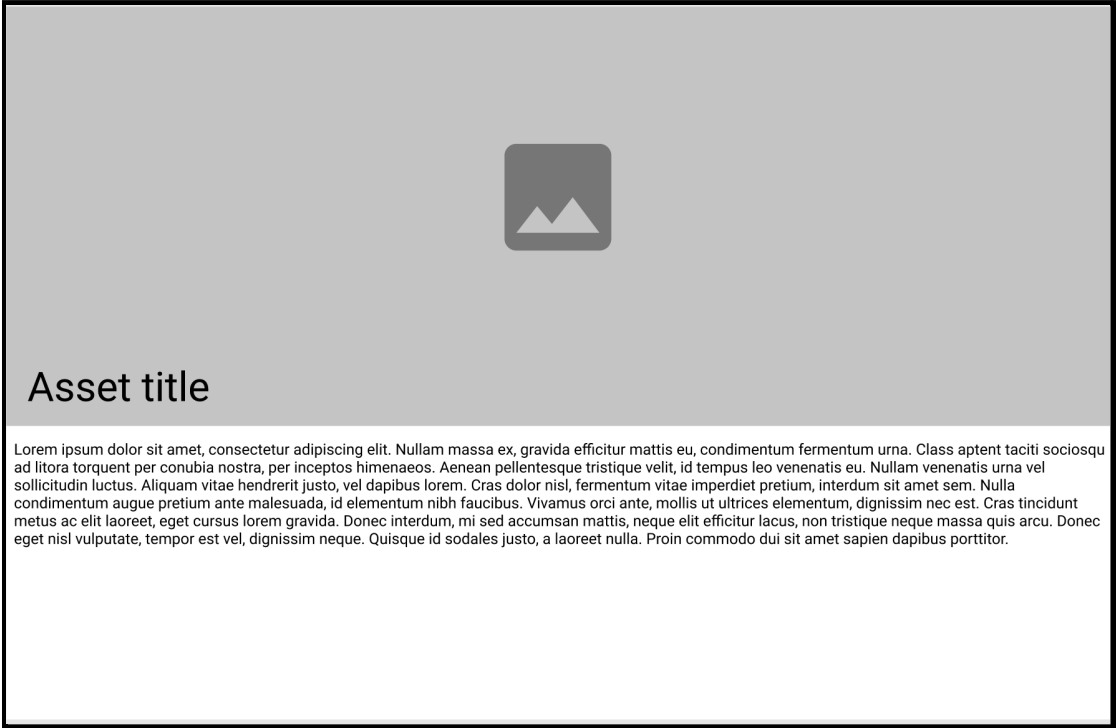 Asset title
Lorem ipsum dolor sit amet, consectetur adipiscing elit. Nullam massa ex, gravida efficitur mattis eu, condimentum fermentum urna. Class aptent taciti sociosqu
ad litora torquent per conubia nostra, per inceptos himenaeos. Aenean pellentesque tristique velit, id tempus leo venenatis eu. Nullam venenatis urna vel
sollicitudin luctus. Aliquam vitae hendrerit justo, vel dapibus lorem. Cras dolor nisl, fermentum vitae imperdiet pretium, interdum sit amet sem. Nulla
condimentum augue pretium ante malesuada, id elementum nibh faucibus. Vivamus orci ante, mollis ut ultrices elementum, dignissim nec est. Cras tincidunt
metus ac elit laoreet, eget cursus lorem gravida. Donec interdum, mi sed accumsan mattis, neque elit efficitur lacus, non tristique neque massa quis arcu. Donec
eget nisl vulputate, tempor est vel, dignissim neque. Quisque id sodales justo, a laoreet nulla. Proin commodo dui sit amet sapien dapibus porttitor.